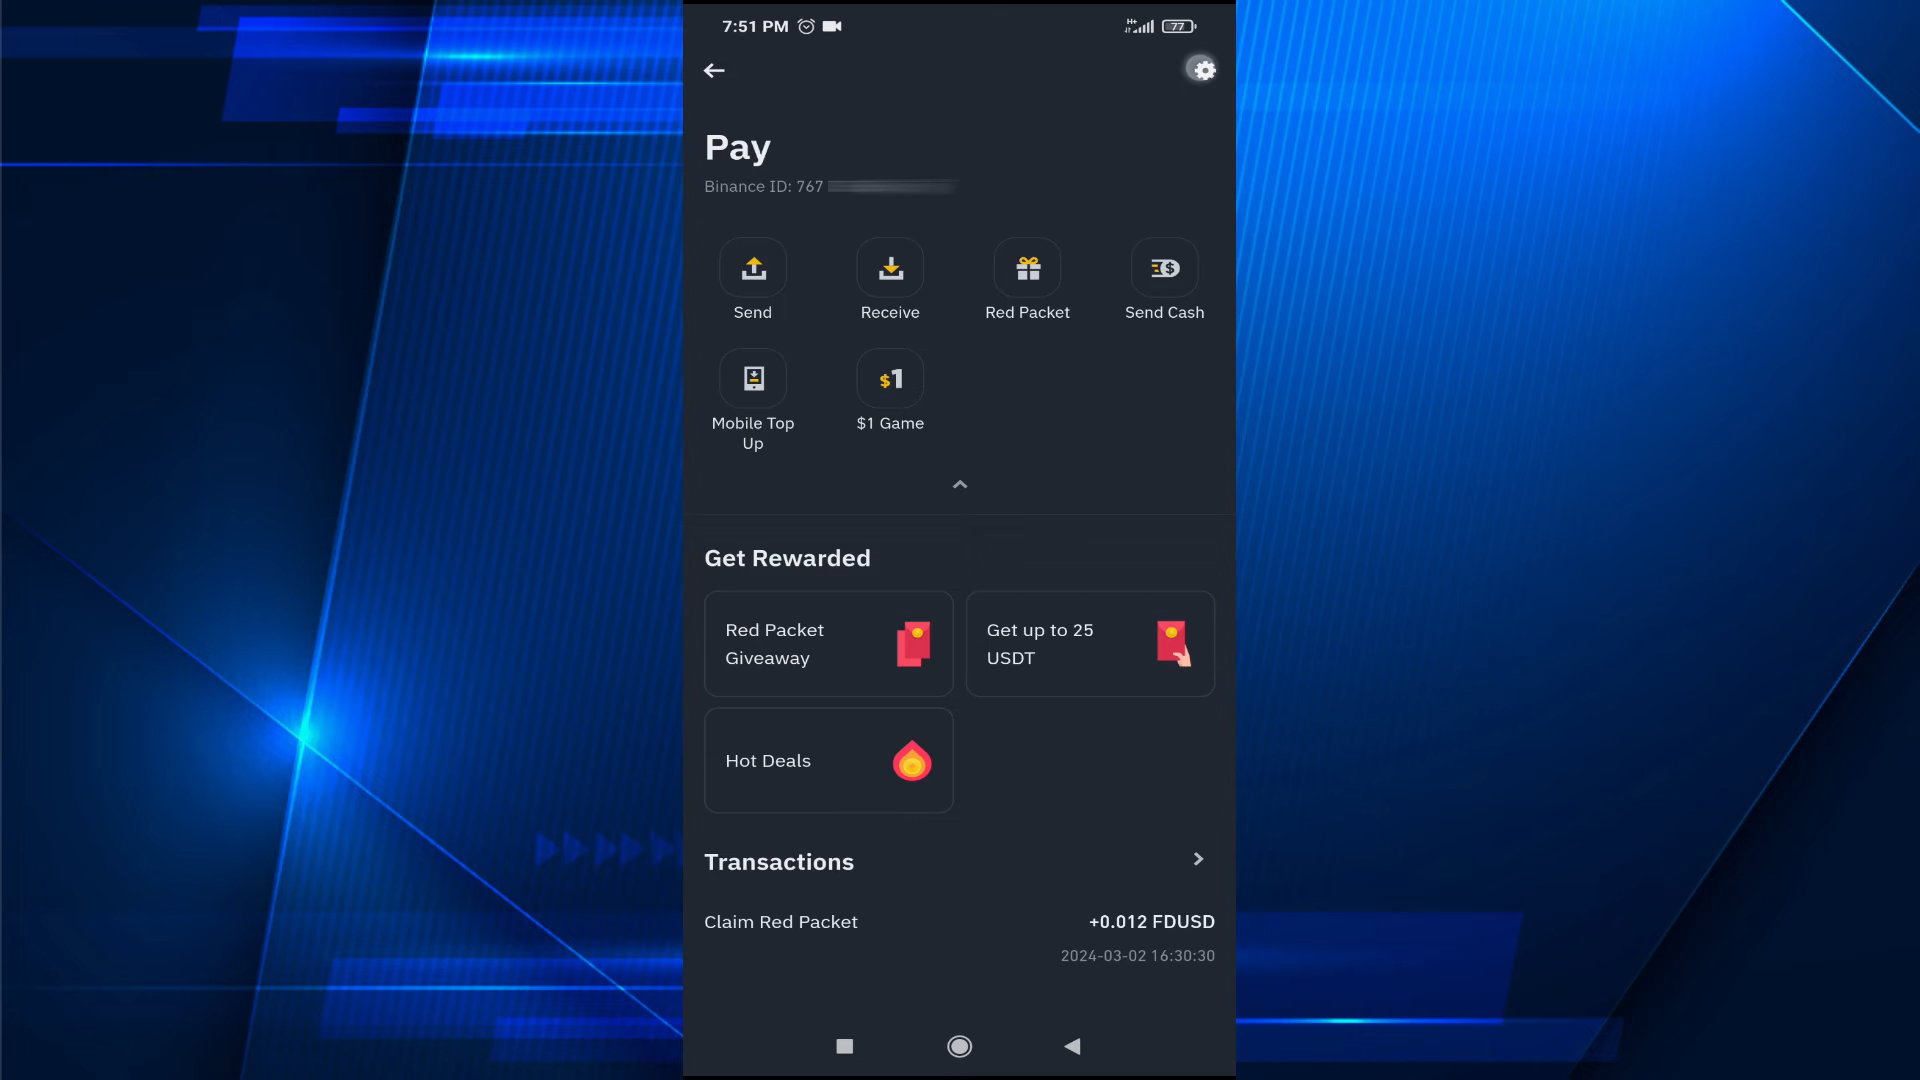 7:51 PM
H+
77
Pay
Binance ID: 767
Send
Receive
Red Packet
Send Cash
$1
Mobile Top
Up
$1 Game
Get Rewarded
Red Packet
Giveaway
Get up to 25
USDT
Hot Deals
Transactions
Claim Red Packet
+0.012 FDUSD
2024-03-02 16:30:30